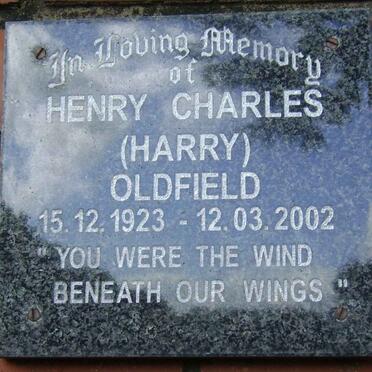 In Loving Memory
of
HENRY CHARLES
(HARRY)
OLDFIELD
15.12.1923 - 12.03.2002
"YOU WERE THE WIND
BENEATH OUR WINGS"